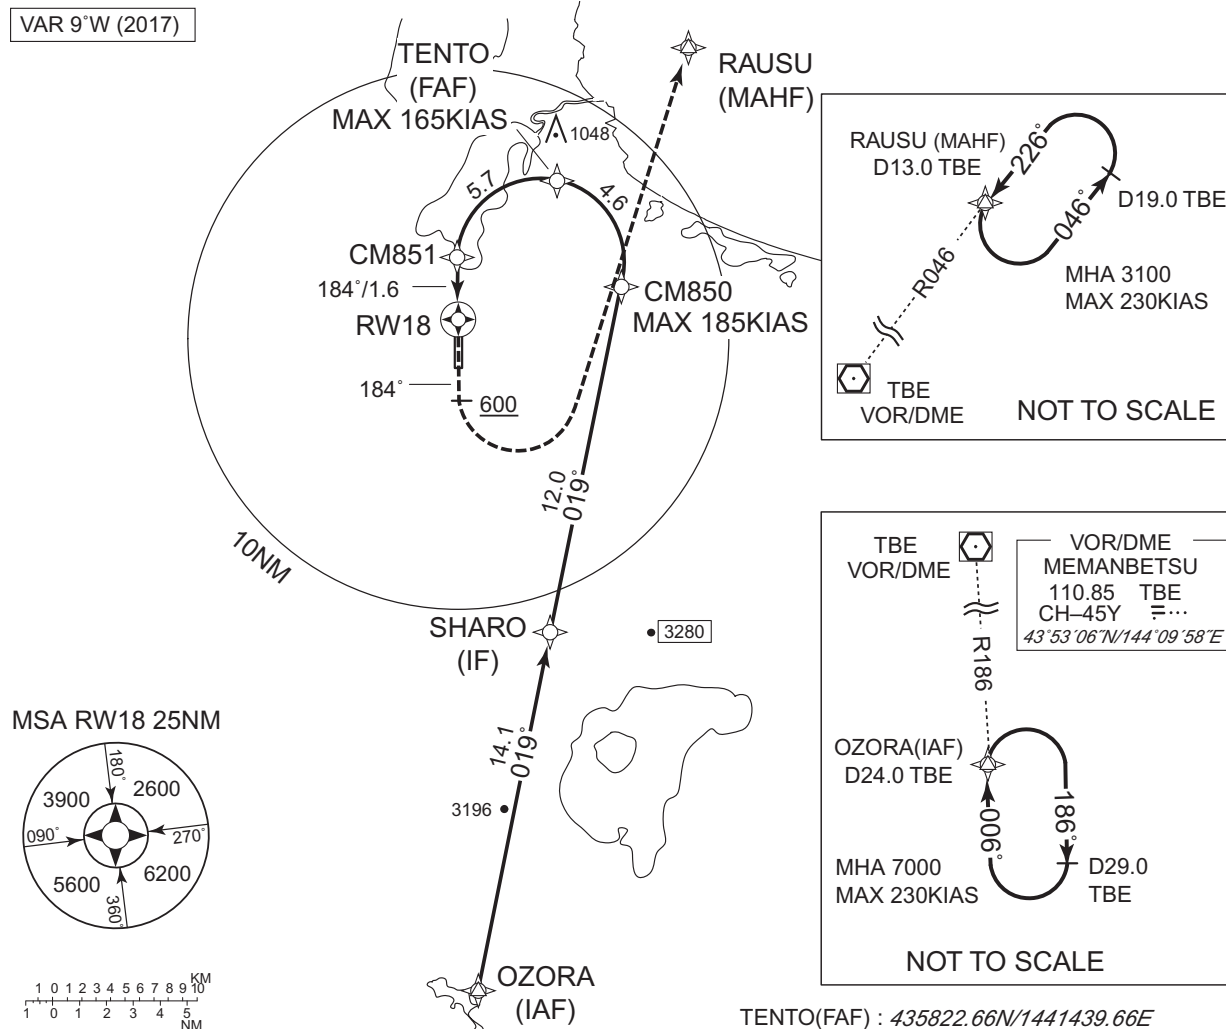 VAR 9°W (2017)
TENTO
(FAF)
MAX 165KIAS
RAUSU
(MAHF)
1048
5.7
4.6
CM851
184°/1.6
RW18
CM850
MAX 185KIAS
184°
600
12.0
019°
10NM
SHARO
(IF)
3280
14.1
019°
3196
OZORA
(IAF)
MSA RW18 25NM
180°
3900
2600
090°
270°
5600
6200
360°
KM
1 0 1 2 3 4 5 6 7 8 9 10
1 0 1 2 3 4 5
NM
RAUSU (MAHF)
D13.0 TBE
226°
046°
D19.0 TBE
R046
MHA 3100
MAX 230KIAS
TBE
VOR/DME
NOT TO SCALE
TBE
VOR/DME
VOR/DME
MEMANBETSU
110.85 TBE
CH–45Y
43°53´06˝N/144°09´58˝E
R186
OZORA(IAF)
D24.0 TBE
006°
186°
MHA 7000
MAX 230KIAS
D29.0
TBE
NOT TO SCALE
TENTO(FAF) : 435822.66N/1441439.66E